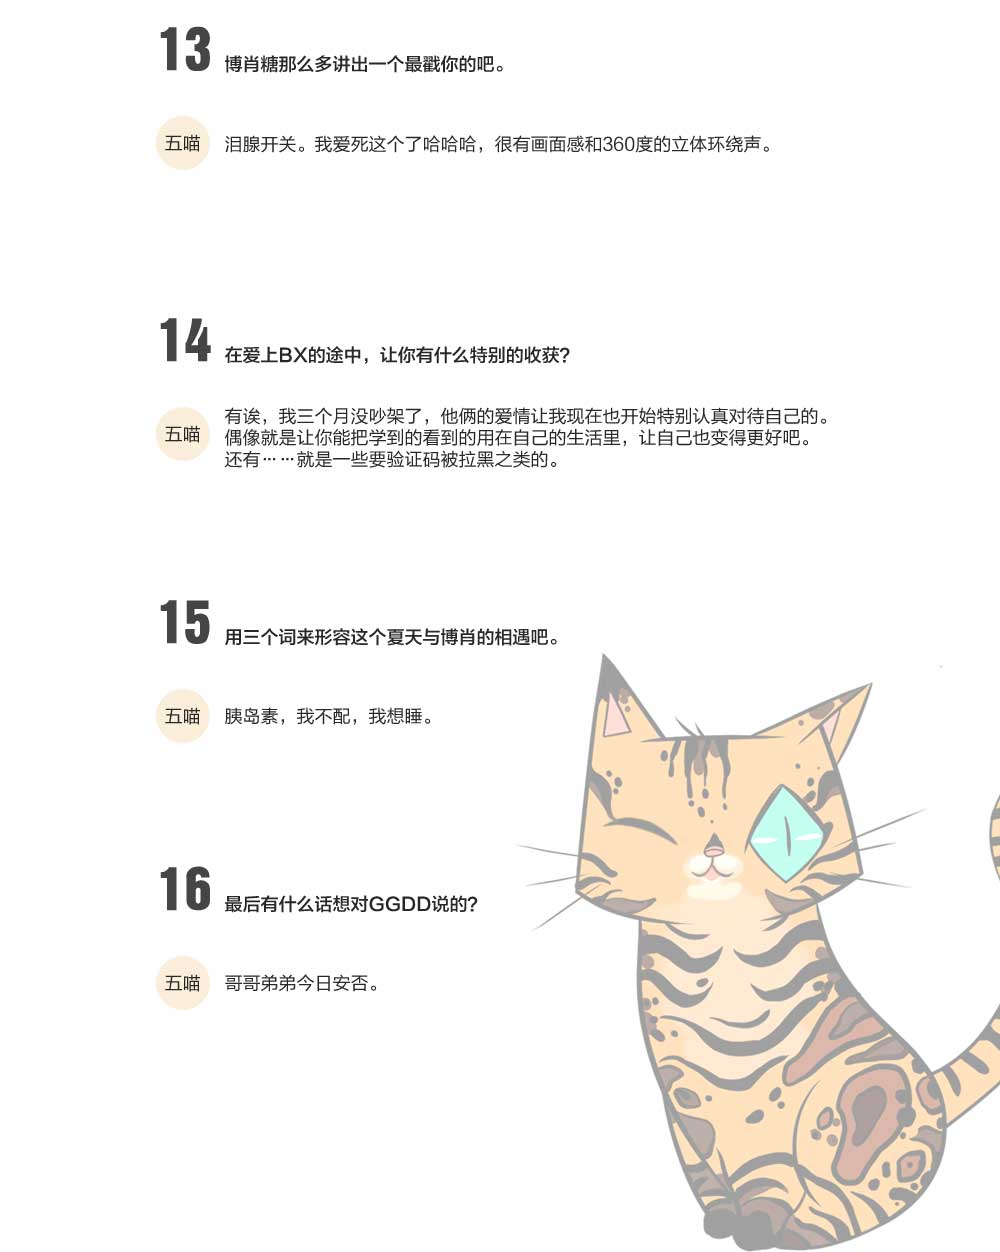 13
博肖糖那么多讲出一个最戳你的吧。
五喵
泪腺开关。我爱死这个了哈哈哈，很有画面感和360度的立体环绕声。
14
在爱上BX的途中，让你有什么特别的收获？
五喵
有诶，我三个月没吵架了，他俩的爱情让我现在也开始特别认真对待自己的。
偶像就是让你能把学到的看到的用在自己的生活里，让自己也变得更好吧。
还有……就是一些要验证码被拉黑之类的。
15
用三个词来形容这个夏天与博肖的相遇吧。
五喵
胰岛素，我不配，我想睡。
16
最后有什么话想对GGDD说的？
五喵
哥哥弟弟今日安否。